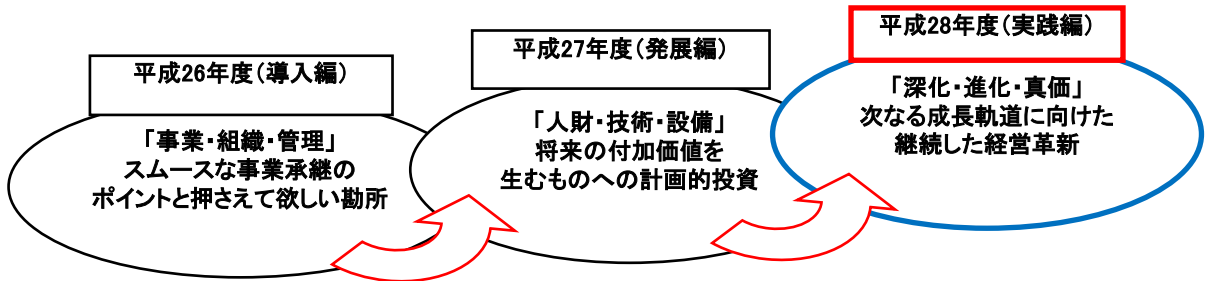 平成26年度(導入編)
「事業・組織・管理」
スムースな事業承継の
ポイントと押さえて欲しい勘所
平成27年度(発展編)
「人財・技術・設備」
将来の付加価値を
生むものへの計画的投資
平成28年度(実践編)
「深化・進化・真価」
次なる成長軌道に向けた
継続した経営革新